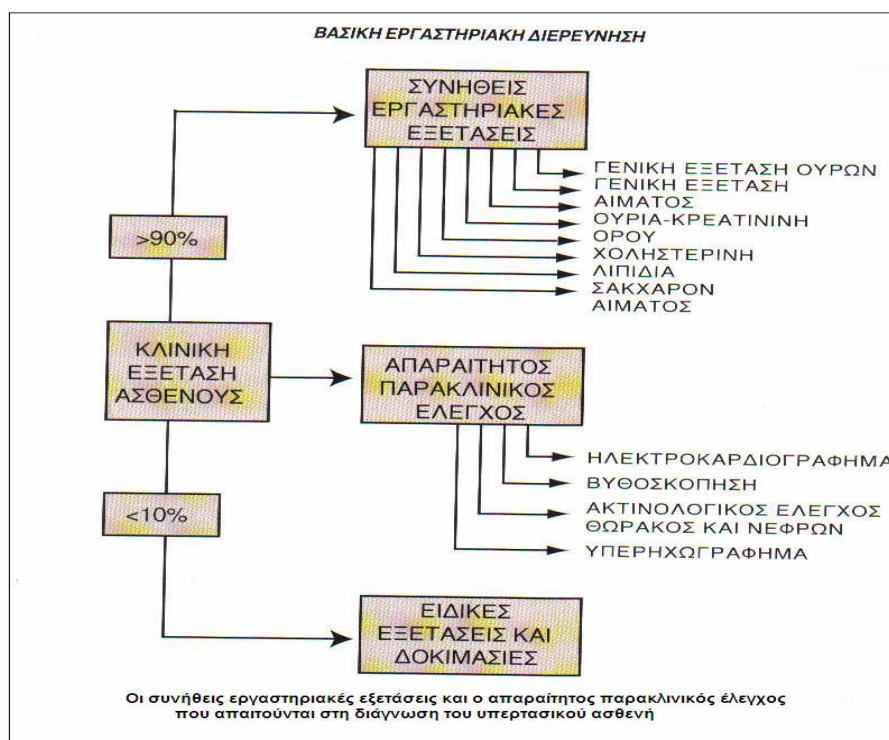 ΒΑΣΙΚΗ ΕΡΓΑΣΤΗΡΙΑΚΗ ΔΙΕΡΕΥΝΗΣΗ
ΣΥΝΗΘΕΙΣ
ΕΡΓΑΣΤΗΡΙΑΚΕΣ
ΕΞΕΤΑΣΕΙΣ
ΓΕΝΙΚΗ ΕΞΕΤΑΣΗ ΟΥΡΩΝ
ΓΕΝΙΚΗ ΕΞΕΤΑΣΗ
ΑΙΜΑΤΟΣ
ΟΥΡΙΑ-ΚΡΕΑΤΙΝΙΝΗ
ΟΡΟΥ
ΧΟΛΗΣΤΕΡΙΝΗ
ΛΙΠΙΔΙΑ
ΣΑΚΧΑΡΟΝ
ΑΙΜΑΤΟΣ
>90%
ΚΛΙΝΙΚΗ
ΕΞΕΤΑΣΗ
ΑΣΘΕΝΟΥΣ
ΑΠΑΡΑΙΤΗΤΟΣ
ΠΑΡΑΚΛΙΝΙΚΟΣ
ΕΛΕΓΧΟΣ
ΗΛΕΚΤΡΟΚΑΡΔΙΟΓΡΑΦΗΜΑ
ΒΥΘΟΣΚΟΠΗΣΗ
ΑΚΤΙΝΟΛΟΓΙΚΟΣ ΕΛΕΓΧΟΣ
ΘΩΡΑΚΟΣ ΚΑΙ ΝΕΦΡΩΝ
ΥΠΕΡΗΧΩΓΡΑΦΗΜΑ
<10%
ΕΙΔΙΚΕΣ
ΕΞΕΤΑΣΕΙΣ ΚΑΙ
ΔΟΚΙΜΑΣΙΕΣ
Οι συνήθεις εργαστηριακές εξετάσεις και ο απαραίτητος παρακλινικός έλεγχος
που απαιτούνται στη διάγνωση του υπερτασικού ασθενή